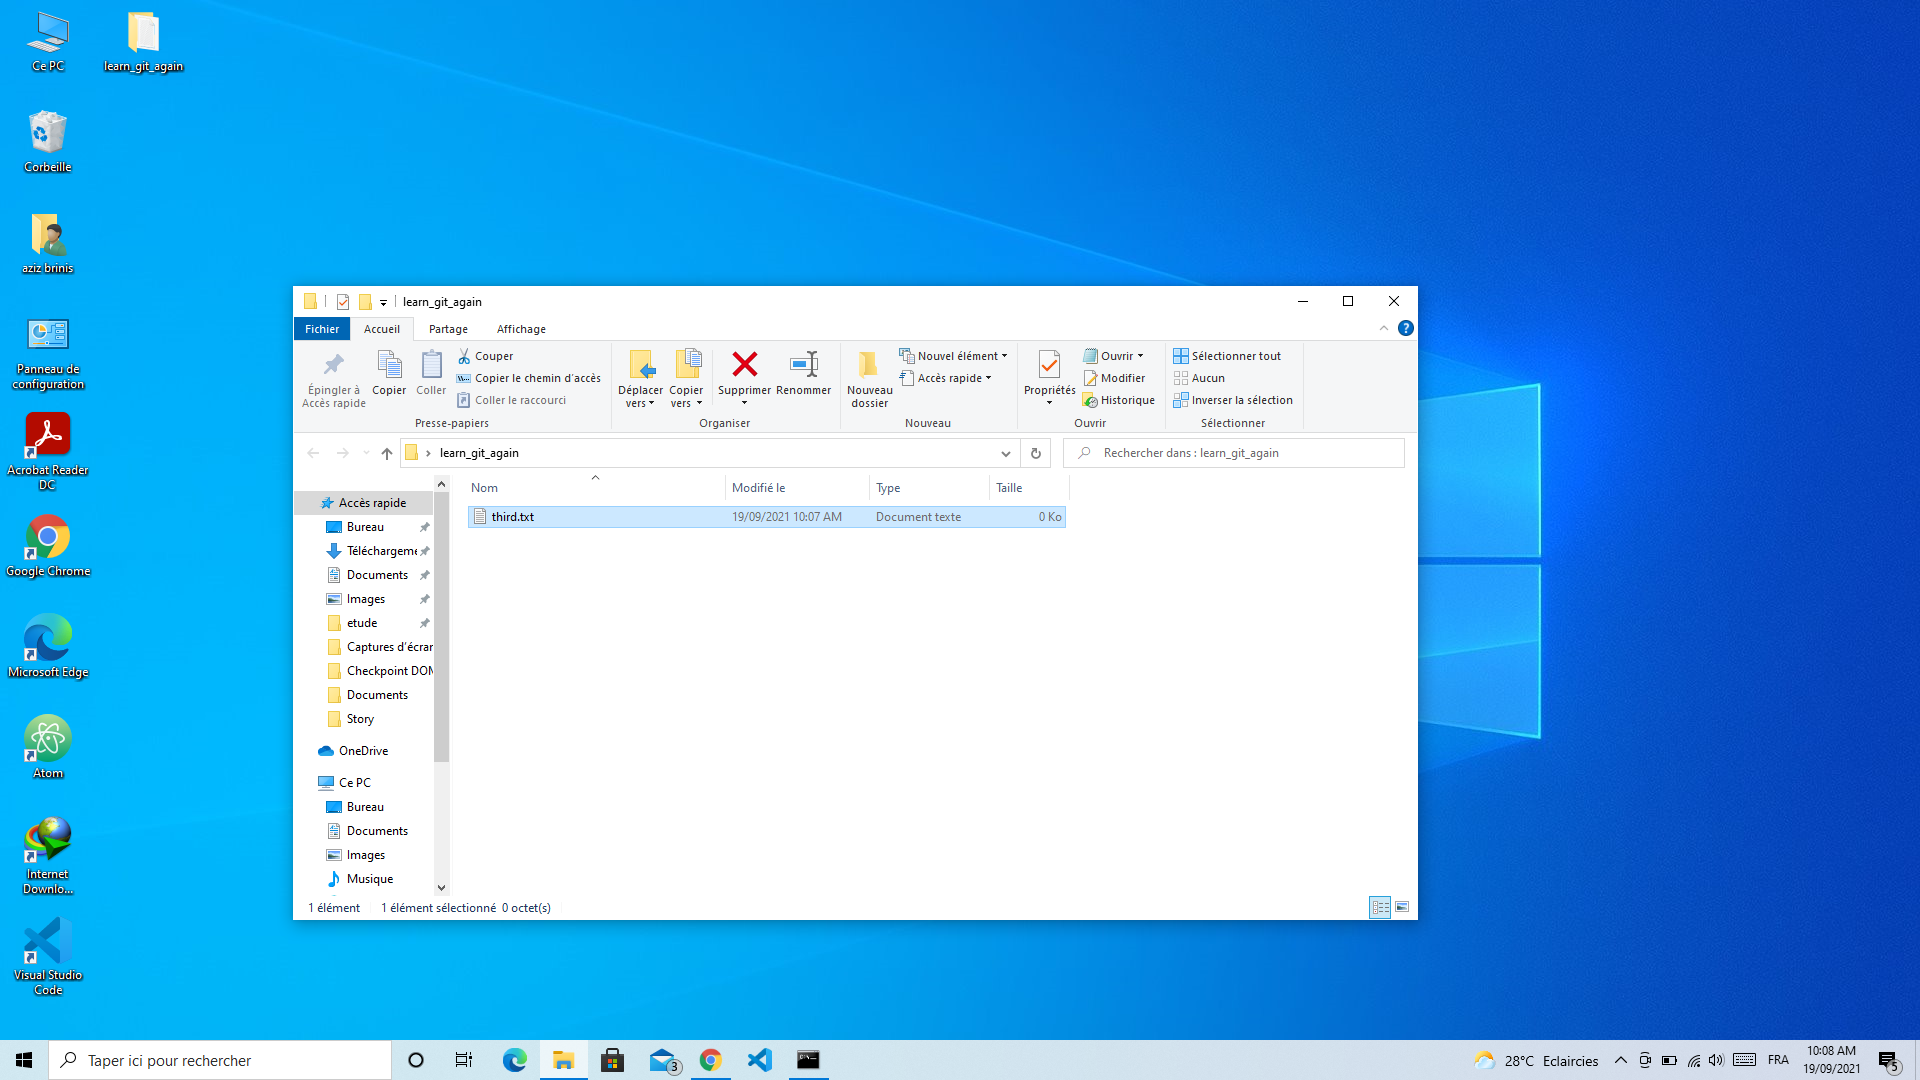 Ce PC
learn_git_again
Corbeille
aziz brinis
Panneau de
configuration
Acrobat Reader
DC
Google Chrome
Microsoft Edge
Atom
Internet
Downlo...
Visual Studio
Code
learn_git_again
Fichier
Accueil
Partage
Affichage
?
Épingler à
Accès rapide
Copier
Coller
Couper
Copier le chemin d'accès
Coller le raccourci
Presse-papiers
Déplacer
vers
Copier
vers
Supprimer
Renommer
Organiser
Nouveau
dossier
Nouvel élément
Accès rapide
Nouveau
Propriétés
Ouvrir
Modifier
Historique
Ouvrir
Sélectionner tout
Aucun
Inverser la sélection
Sélectionner
learn_git_again
Rechercher dans : learn_git_again
Nom
Modifié le
Type
Taille
third.txt
19/09/2021 10:07 AM
Document texte
0 Ko
Accès rapide
Bureau
Téléchargeme
Documents
Images
etude
Captures d'écran
Checkpoint DOM
Documents
Story
OneDrive
Ce PC
Bureau
Documents
Images
Musique
1 élément
1 élément sélectionné 0 octet(s)
Taper ici pour rechercher
3
28°C Eclaircies
FRA
10:08 AM
19/09/2021
5